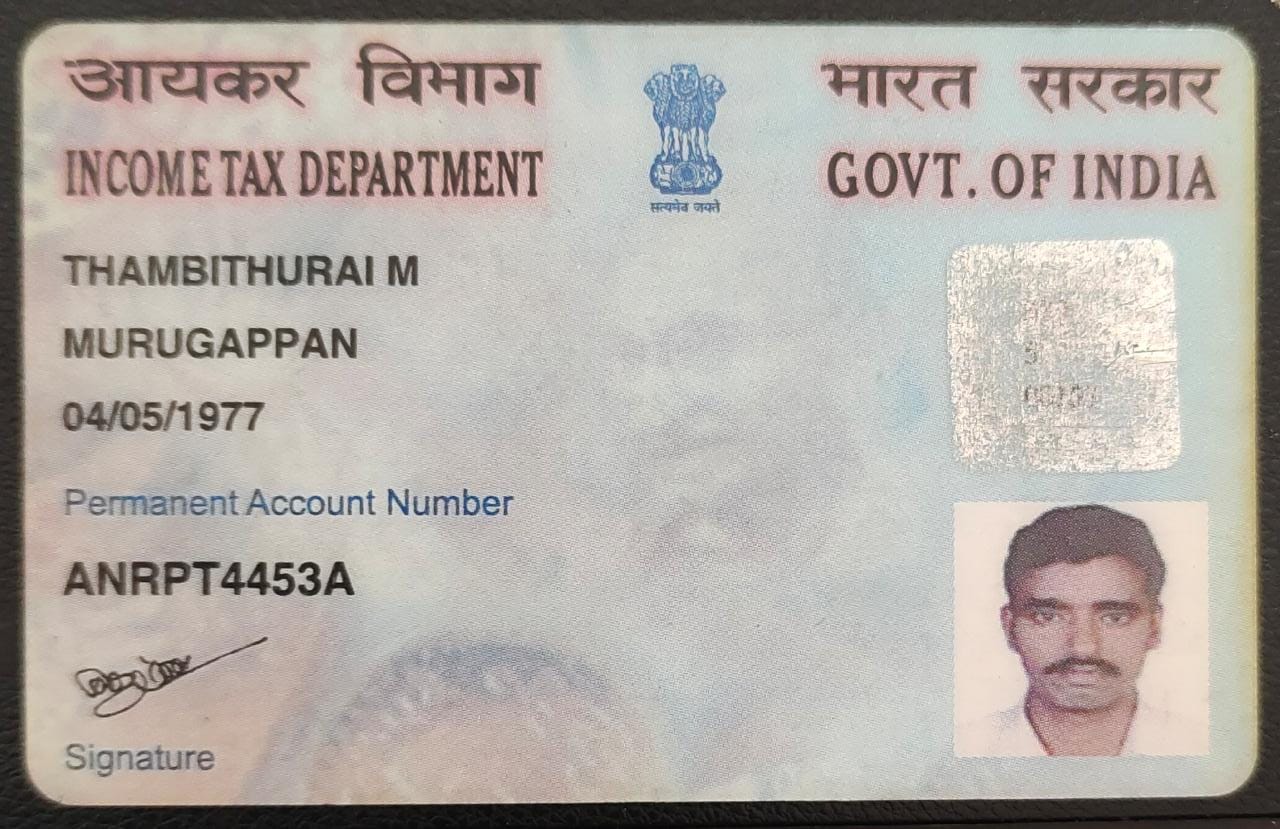 आयकर विभाग
भारत सरकार
INCOME TAX DEPARTMENT
GOVT. OF INDIA
सत्यमेव जयते
THAMBITHURAI M
MURUGAPPAN
04/05/1977
Permanent Account Number
ANRPT4453A
Signature